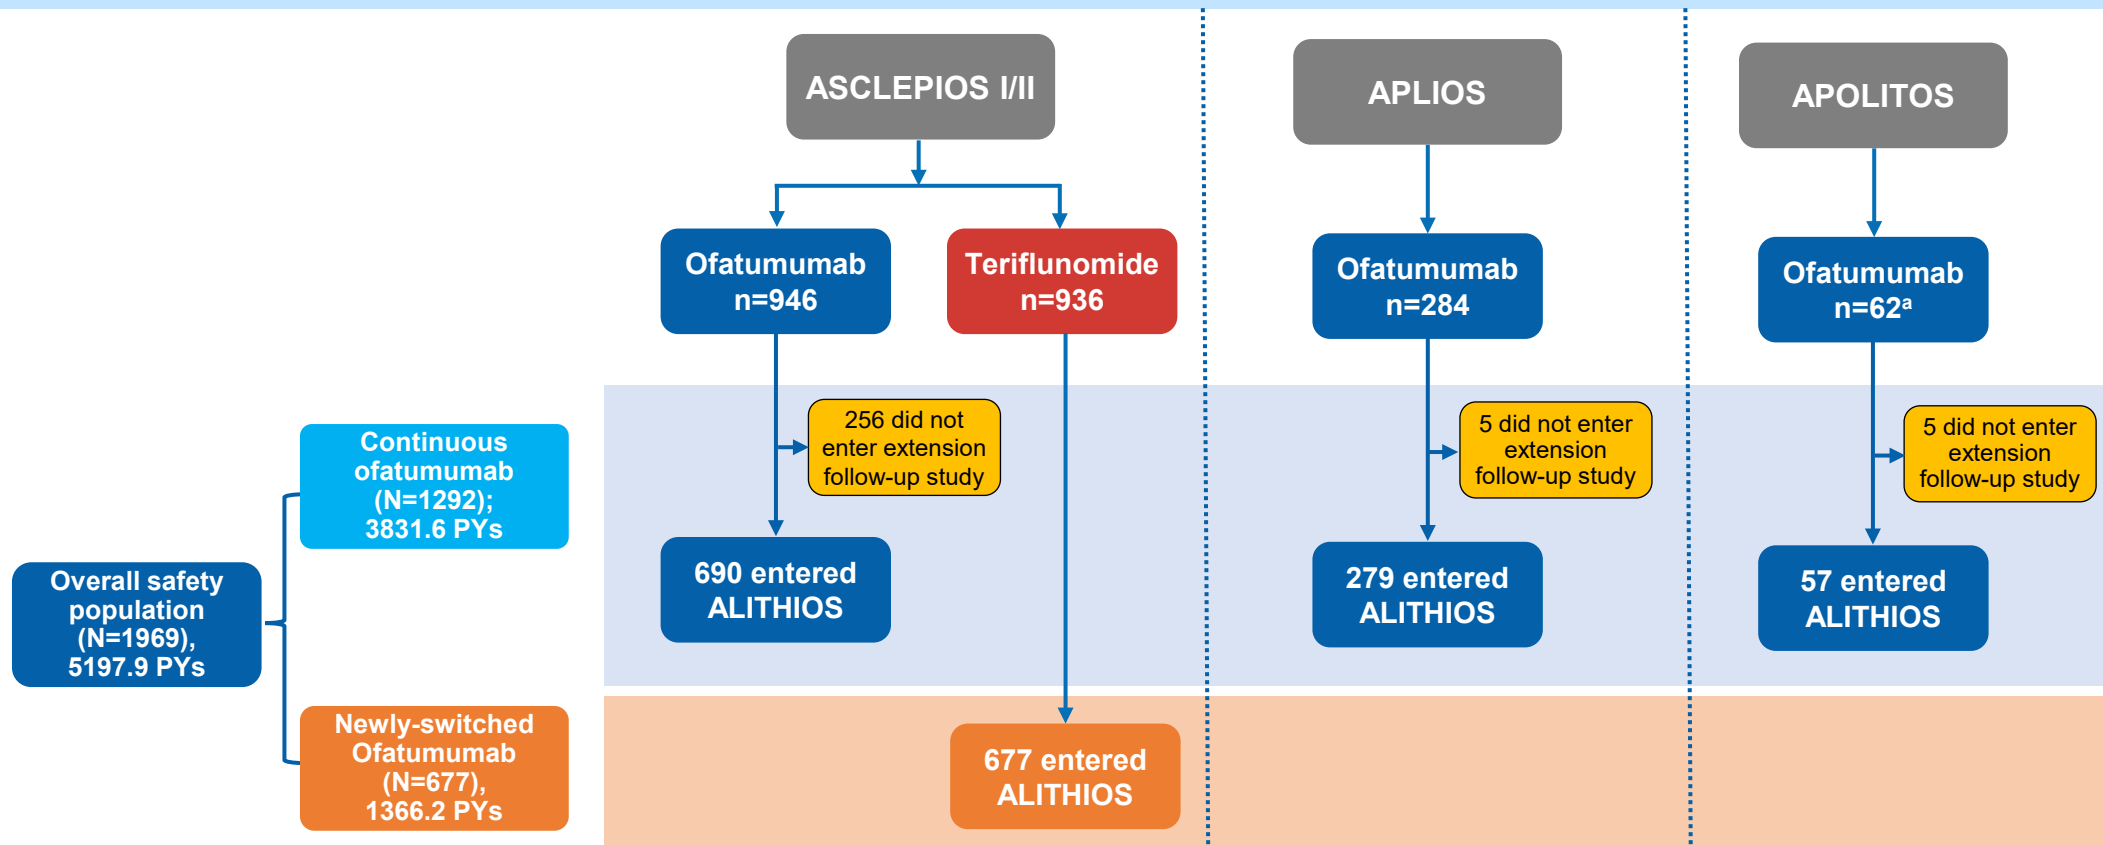 ASCLEPIOS I/II
APLIOS
APOLITOS
Ofatumumab
n=946
Teriflunomide
n=936
Ofatumumab
n=284
Ofatumumab
n=62ᵃ
256 did not
enter extension
follow-up study
5 did not enter
extension
follow-up study
5 did not enter
extension
follow-up study
Continuous
ofatumumab
(N=1292);
3831.6 PYs
Overall safety
population
(N=1969),
5197.9 PYs
690 entered
ALITHIOS
279 entered
ALITHIOS
57 entered
ALITHIOS
Newly-switched
Ofatumumab
(N=677),
1366.2 PYs
677 entered
ALITHIOS